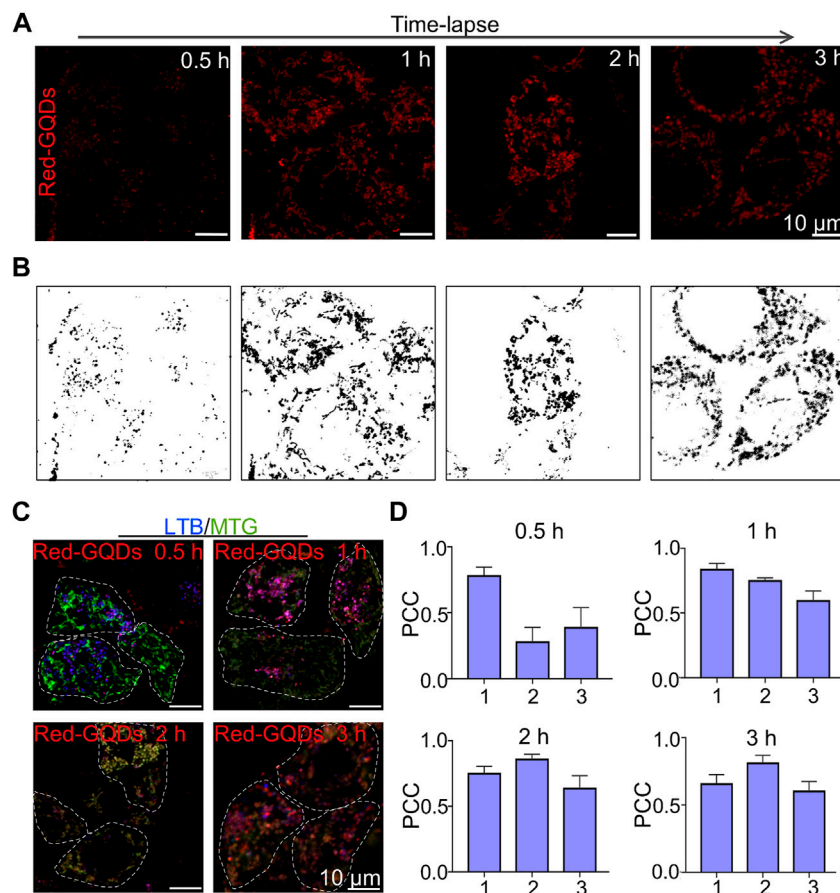 A
Time-lapse
Red-GQDs
0.5 h
1 h
2 h
3 h
10 μm
B
C
LTB/MTG
Red-GQDs 0.5 h
Red-GQDs 1 h
Red-GQDs 2 h
Red-GQDs 3 h
10 μm
D
0.5 h
PCC
1.0
0.5
0.0
1 2 3
1 h
PCC
1.0
0.5
0.0
1 2 3
2 h
PCC
1.0
0.5
0.0
1 2 3
3 h
PCC
1.0
0.5
0.0
1 2 3